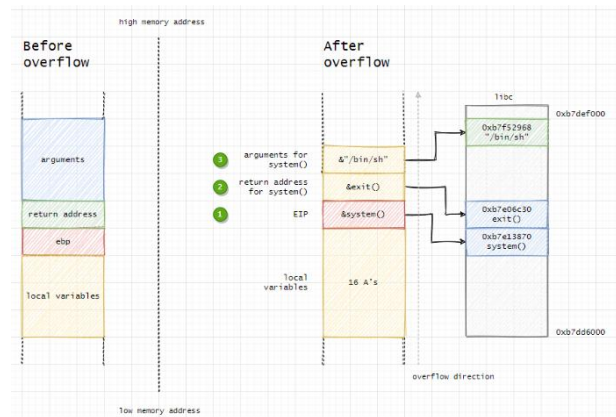 high memory address
Before
overflow
After
overflow
libc
0xb7def000
0xb7f52968
"/bin/sh"
arguments
3
arguments for
system()
&"/bin/sh"
2
return address
for system()
&exit()
return address
1
EIP
&system()
0xb7e06c30
exit()
ebp
0xb7e13870
system()
local variables
local
variables
16 A's
0xb7dd6000
overflow direction
low memory address